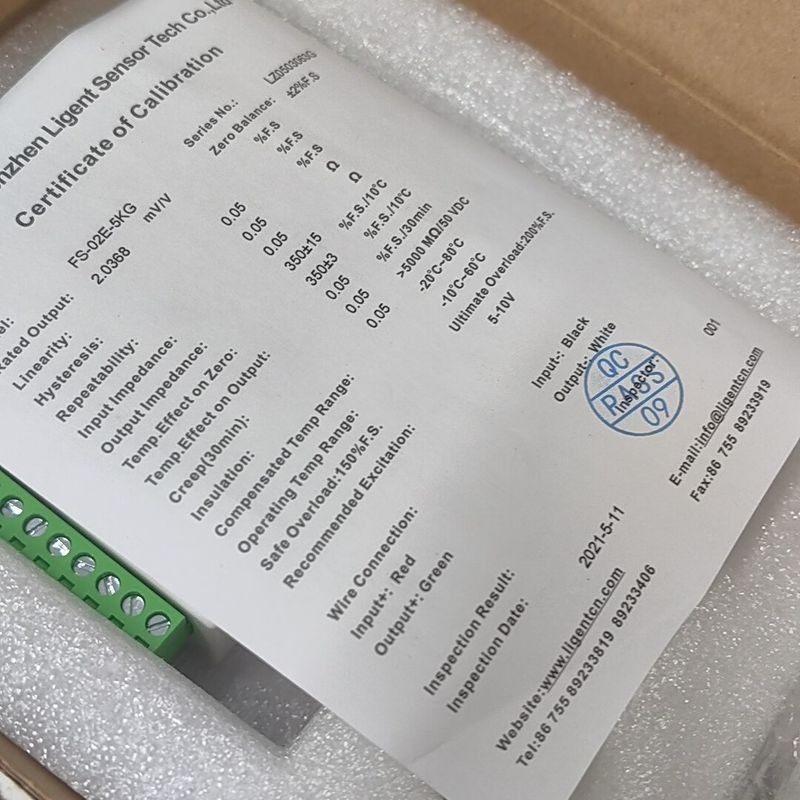 nzhen Ligent Sensor Tech Co.,Ltd
Certificate of Calibration
el: FS-02E-5KG Series No.: LZD503063G
Rated Output: 2.0368 mV/V Zero Balance: ±2%F.S
Linearity: 0.05 %F.S
Hysteresis: 0.05 %F.S
Repeatability: 0.05 %F.S
Input Impedance: 350±15 Ω
Output Impedance: 350±3 Ω
Temp.Effect on Zero: 0.05 %F.S./10°C
Temp.Effect on Output: 0.05 %F.S./10°C
Creep(30min): 0.05 %F.S./30min
Insulation: >5000 MΩ/50 VDC
Compensated Temp Range: -20°C~80°C
Operating Temp Range: -10°C~60°C
Safe Overload:150%F.S. Ultimate Overload:200%F.S.
Recommended Excitation: 5-10V
Wire Connection:
Input+: Red Input-: Black
Output+: Green Output-: White
Inspection Result: QC PASS 09 Inspector: 001
Inspection Date: 2021-5-11
Website:www.ligentcn.com E-mail:info@ligentcn.com
Tel:86 755 89233819 89233406 Fax:86 755 89233919